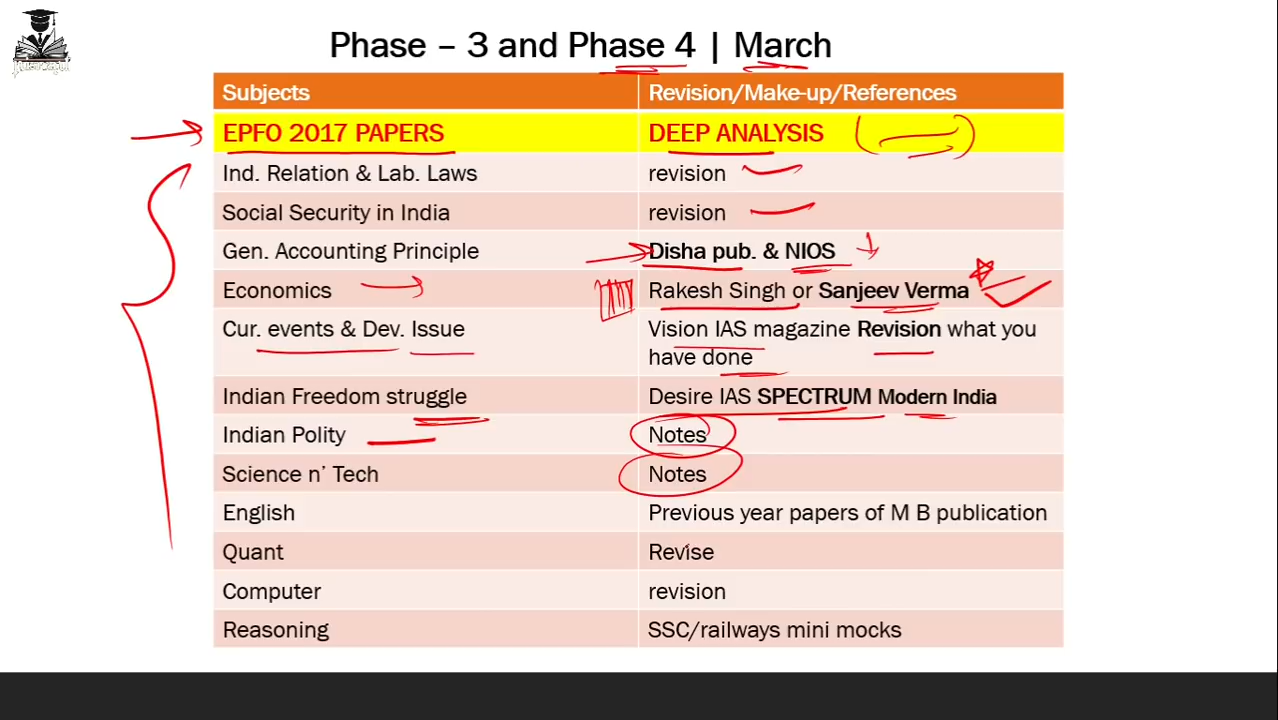 Phase – 3 and Phase 4 | March
Subjects Revision/Make-up/References
EPFO 2017 PAPERS DEEP ANALYSIS
Ind. Relation & Lab. Laws revision
Social Security in India revision
Gen. Accounting Principle Disha pub. & NIOS
Economics Rakesh Singh or Sanjeev Verma
Cur. events & Dev. Issue Vision IAS magazine Revision what you
have done
Indian Freedom struggle Desire IAS SPECTRUM Modern India
Indian Polity Notes
Science n' Tech Notes
English Previous year papers of M B publication
Quant Revise
Computer revision
Reasoning SSC/railways mini mocks